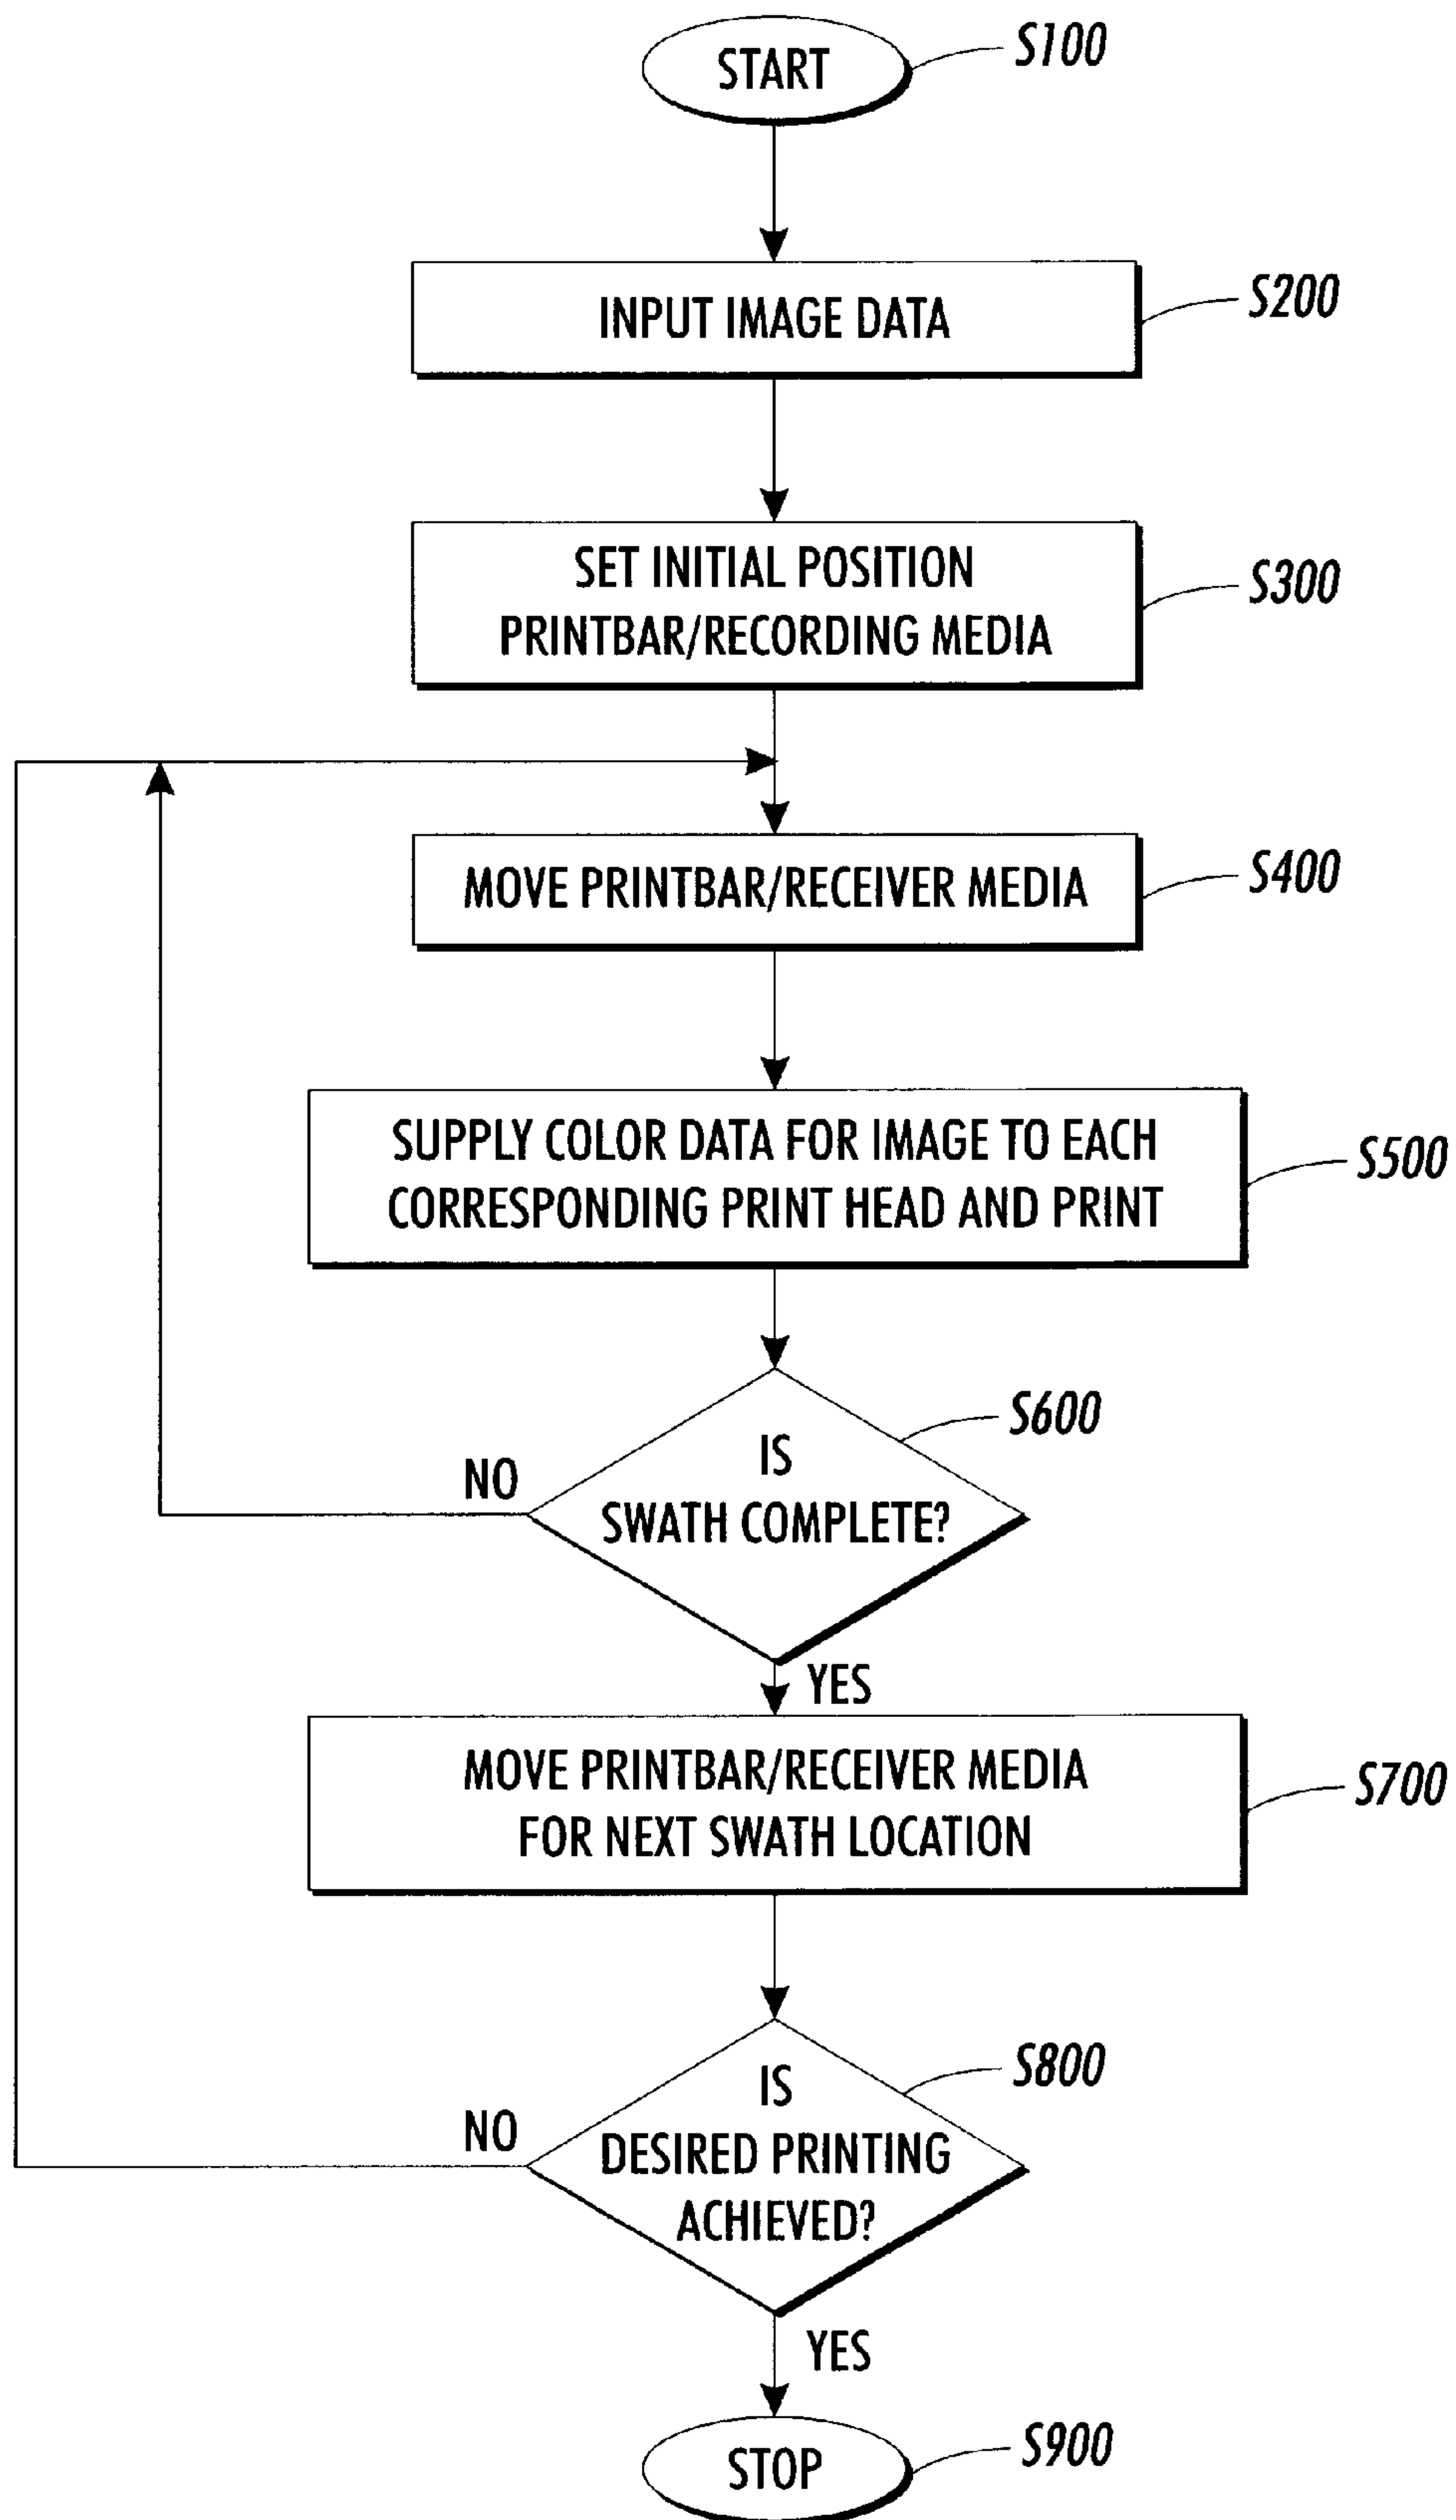 START
S100
INPUT IMAGE DATA
S200
SET INITIAL POSITION
PRINTBAR/RECORDING MEDIA
S300
MOVE PRINTBAR/RECEIVER MEDIA
S400
SUPPLY COLOR DATA FOR IMAGE TO EACH
CORRESPONDING PRINT HEAD AND PRINT
S500
IS
SWATH COMPLETE?
S600
NO
YES
MOVE PRINTBAR/RECEIVER MEDIA
FOR NEXT SWATH LOCATION
S700
IS
DESIRED PRINTING
ACHIEVED?
S800
NO
YES
STOP
S900